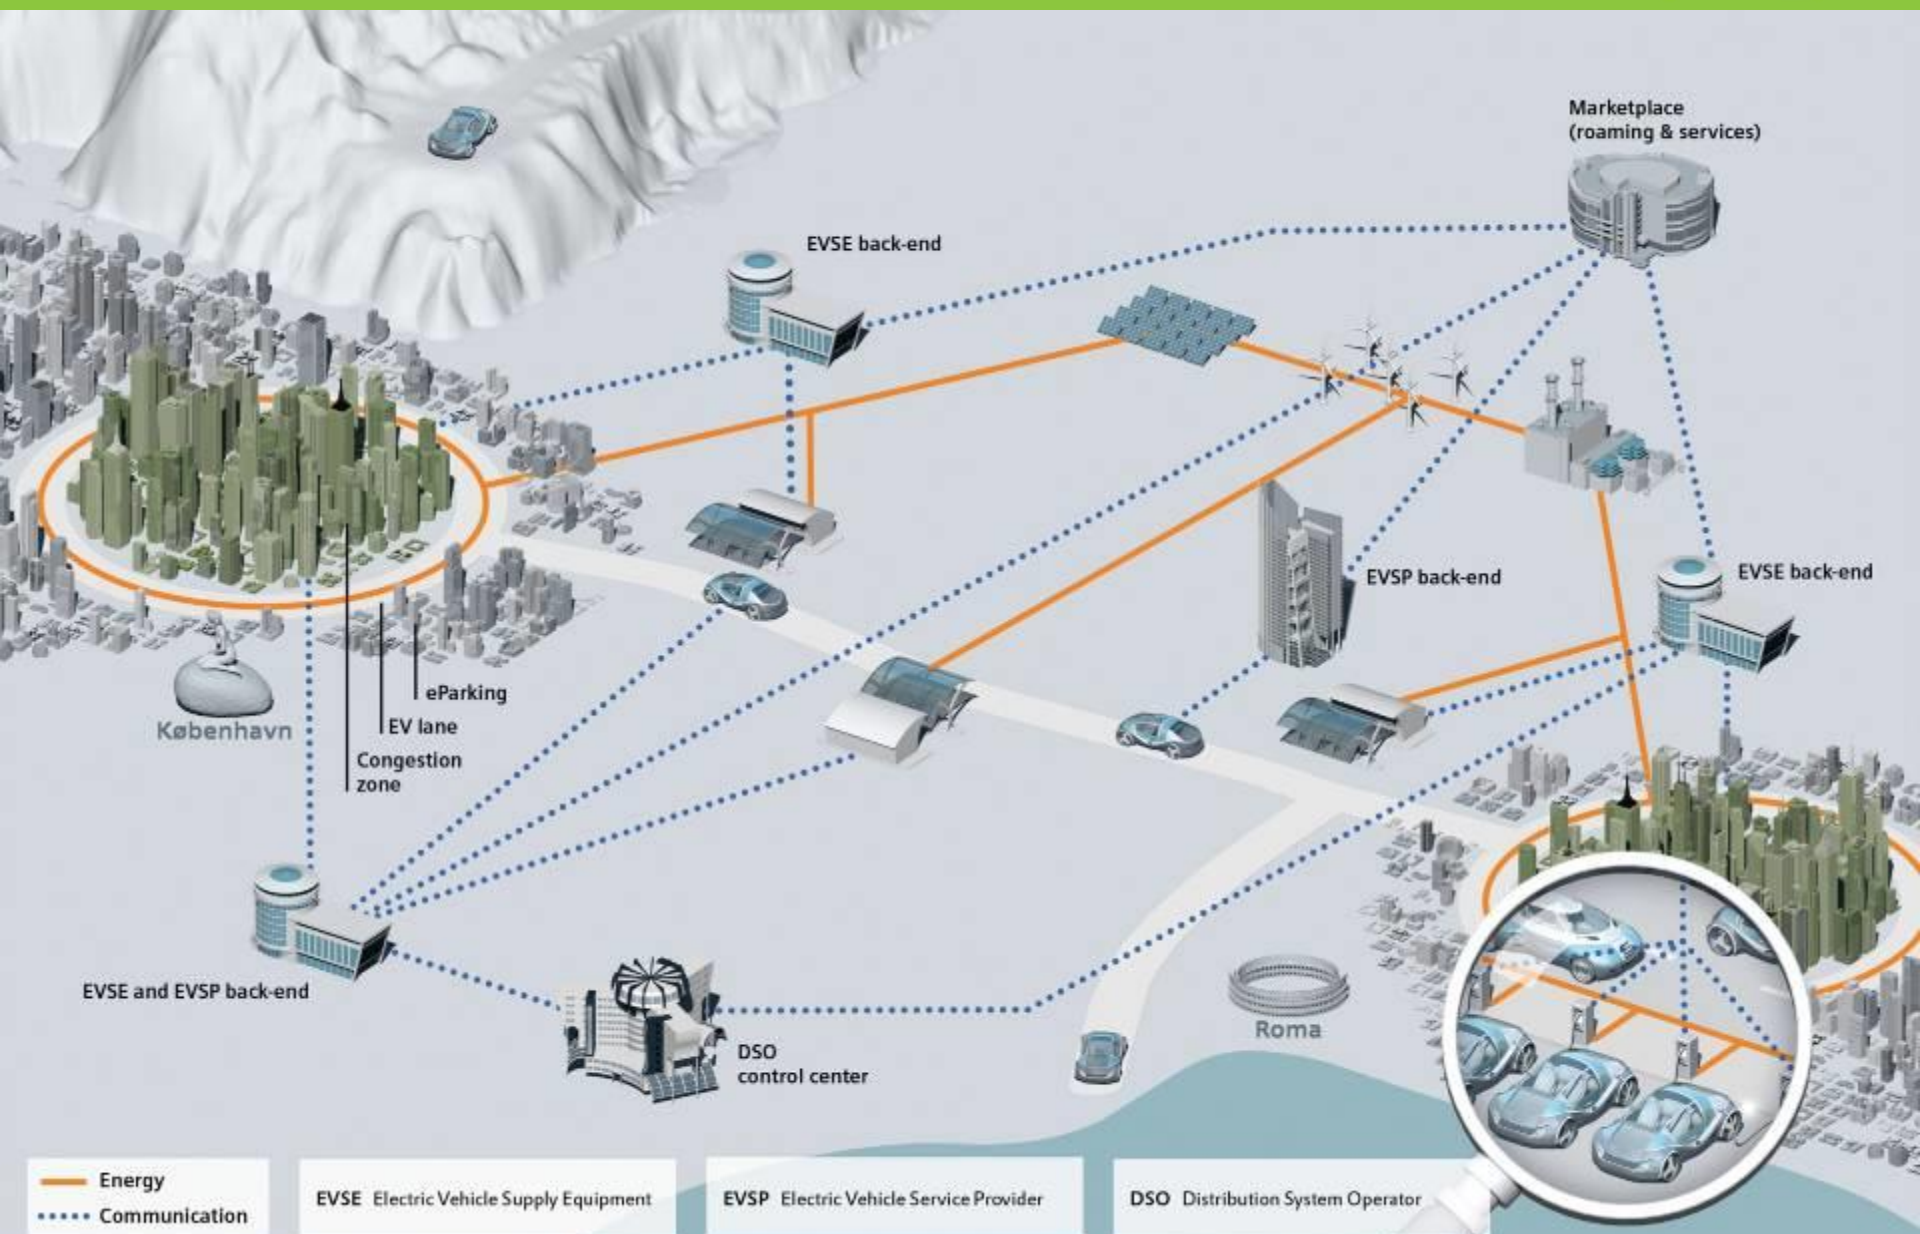 Marketplace
(roaming & services)
EVSE back-end
EVSP back-end
EVSE back-end
eParking
EV lane
Congestion
zone
København
EVSE and EVSP back-end
DSO
control center
Roma
Energy
Communication
EVSE Electric Vehicle Supply Equipment
EVSP Electric Vehicle Service Provider
DSO Distribution System Operator